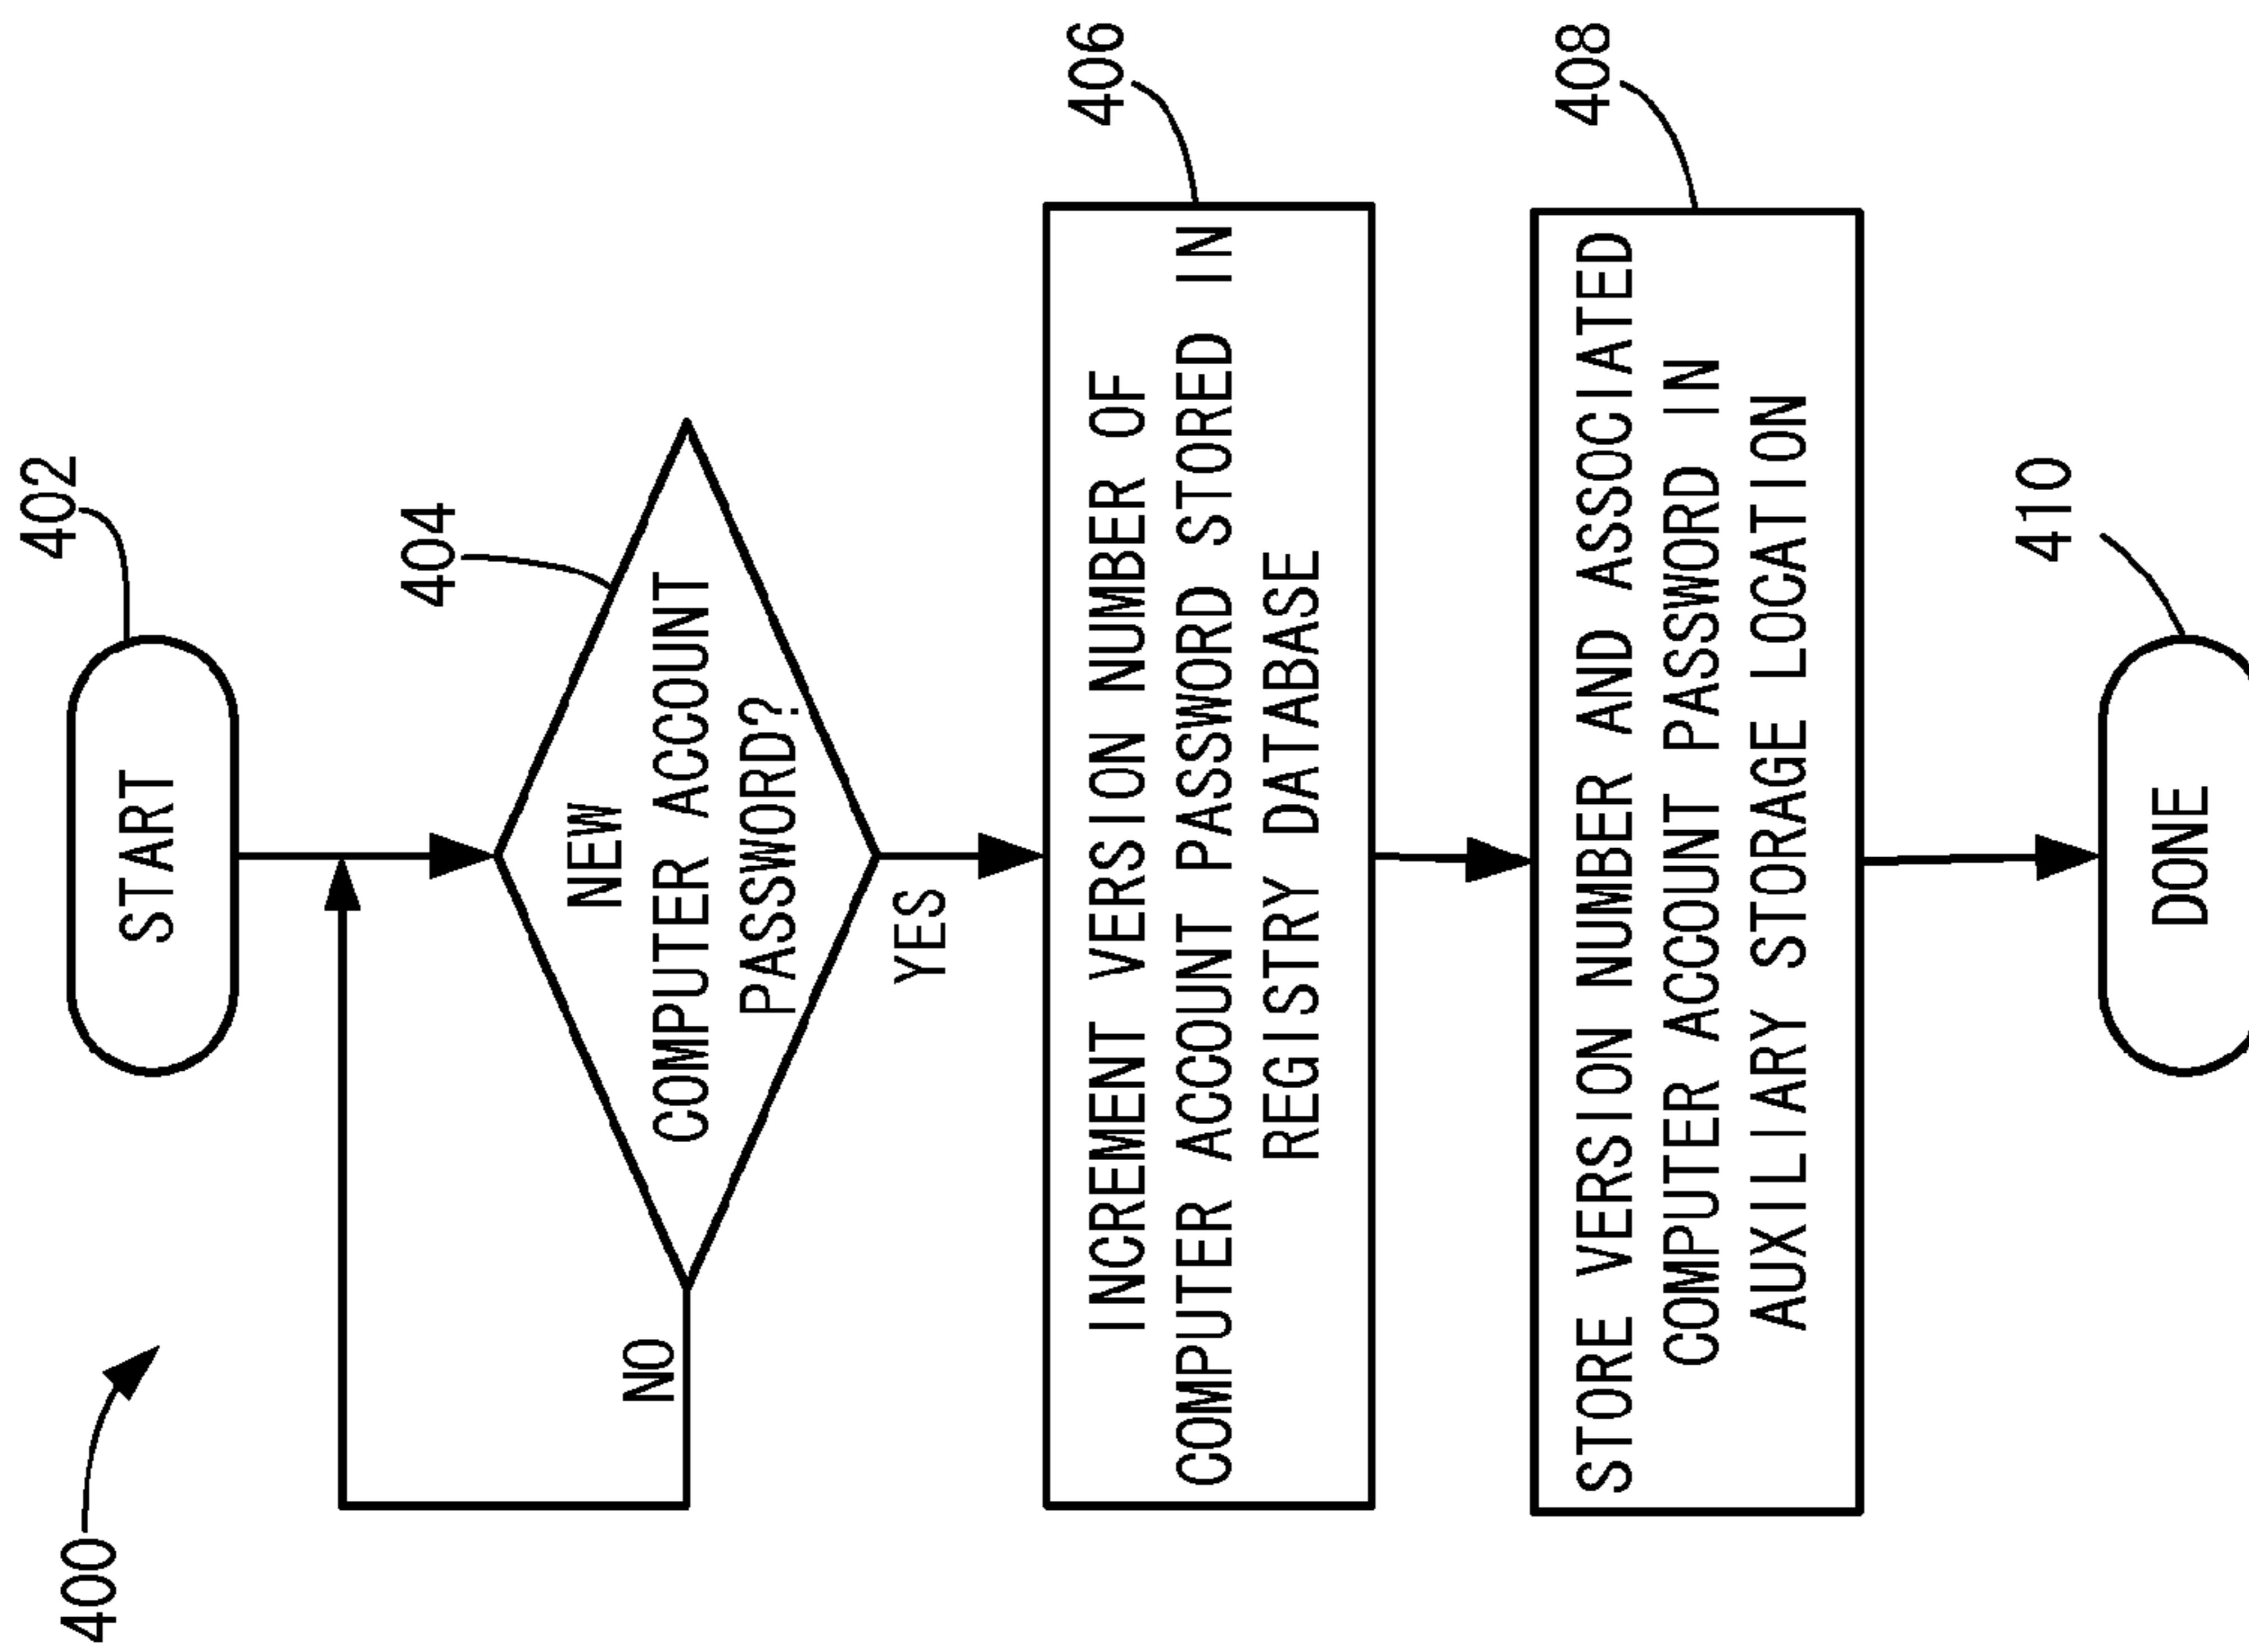 400
402
START
404
NEW
COMPUTER ACCOUNT
PASSWORD?
NO
YES
406
INCREMENT VERSION NUMBER OF
COMPUTER ACCOUNT PASSWORD STORED IN
REGISTRY DATABASE
408
STORE VERSION NUMBER AND ASSOCIATED
COMPUTER ACCOUNT PASSWORD IN
AUXILIARY STORAGE LOCATION
410
DONE